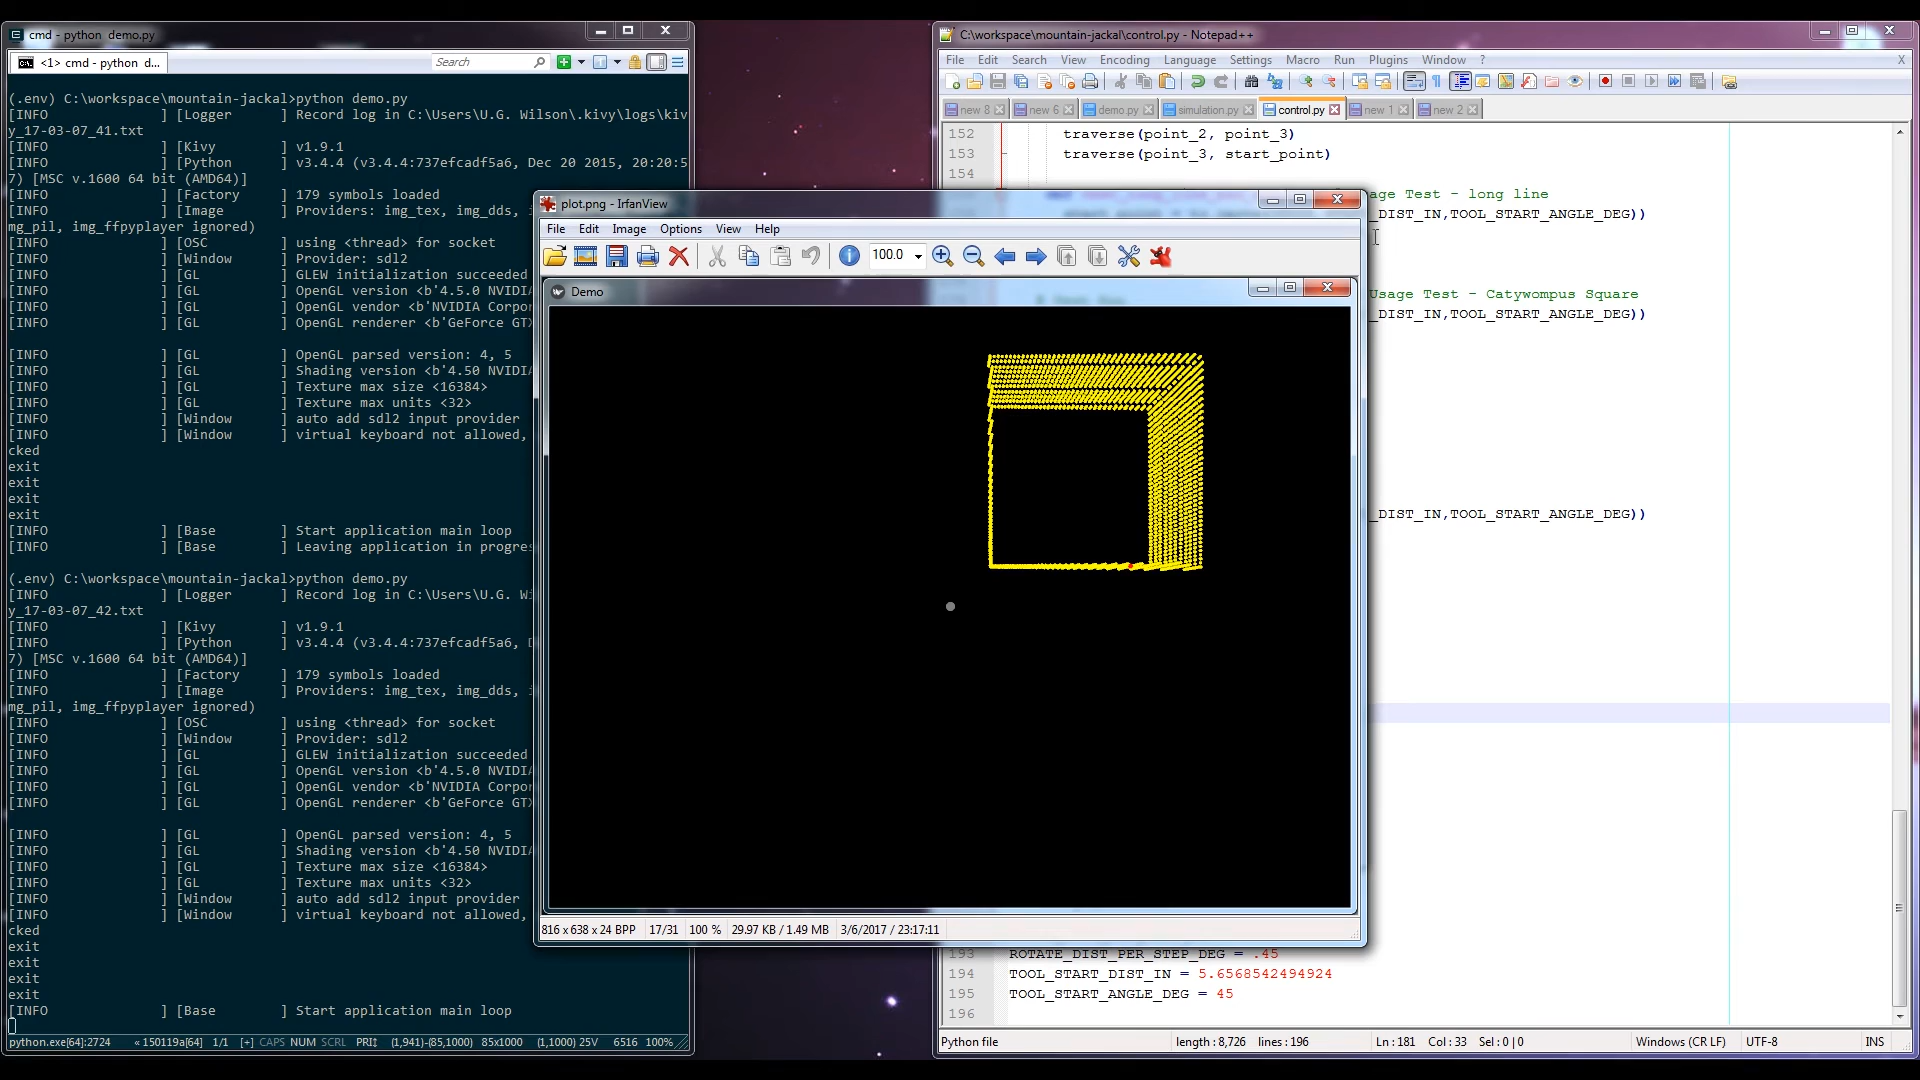 cmd - python  demo.py
<1> cmd - python  d...
Search
(.env) C:\workspace\mountain-jackal>python demo.py
[INFO              ] [Logger      ] Record log in C:\Users\U.G. Wilson\.kivy\logs\kiv
y_17-03-07_41.txt
[INFO              ] [Kivy        ] v1.9.1
[INFO              ] [Python      ] v3.4.4 (v3.4.4:737efcadf5a6, Dec 20 2015, 20:20:5
7) [MSC v.1600 64 bit (AMD64)]
[INFO              ] [Factory     ] 179 symbols loaded
[INFO              ] [Image       ] Providers: img_tex, img_dds,
mg_pil, img_ffpyplayer ignored)
[INFO              ] [OSC         ] using <thread> for socket
[INFO              ] [Window      ] Provider: sdl2
[INFO              ] [GL          ] GLEW initialization succeeded
[INFO              ] [GL          ] OpenGL version <b'4.5.0 NVIDIA
[INFO              ] [GL          ] OpenGL vendor <b'NVIDIA Corpor
[INFO              ] [GL          ] OpenGL renderer <b'GeForce GTX
[INFO              ] [GL          ] OpenGL parsed version: 4, 5
[INFO              ] [GL          ] Shading version <b'4.50 NVIDIA
[INFO              ] [GL          ] Texture max size <16384>
[INFO              ] [GL          ] Texture max units <32>
[INFO              ] [Window      ] auto add sdl2 input provider
[INFO              ] [Window      ] virtual keyboard not allowed,
cked
exit
exit
exit
exit
[INFO              ] [Base        ] Start application main loop
[INFO              ] [Base        ] Leaving application in progres
(.env) C:\workspace\mountain-jackal>python demo.py
[INFO              ] [Logger      ] Record log in C:\Users\U.G. Wi
y_17-03-07_42.txt
[INFO              ] [Kivy        ] v1.9.1
[INFO              ] [Python      ] v3.4.4 (v3.4.4:737efcadf5a6, D
7) [MSC v.1600 64 bit (AMD64)]
[INFO              ] [Factory     ] 179 symbols loaded
[INFO              ] [Image       ] Providers: img_tex, img_dds,
mg_pil, img_ffpyplayer ignored)
[INFO              ] [OSC         ] using <thread> for socket
[INFO              ] [Window      ] Provider: sdl2
[INFO              ] [GL          ] GLEW initialization succeeded
[INFO              ] [GL          ] OpenGL version <b'4.5.0 NVIDIA
[INFO              ] [GL          ] OpenGL vendor <b'NVIDIA Corpor
[INFO              ] [GL          ] OpenGL renderer <b'GeForce GTX
[INFO              ] [GL          ] OpenGL parsed version: 4, 5
[INFO              ] [GL          ] Shading version <b'4.50 NVIDIA
[INFO              ] [GL          ] Texture max size <16384>
[INFO              ] [GL          ] Texture max units <32>
[INFO              ] [Window      ] auto add sdl2 input provider
[INFO              ] [Window      ] virtual keyboard not allowed,
cked
exit
exit
exit
exit
[INFO              ] [Base        ] Start application main loop
python.exe[64]:2724 « 150119a[64] 1/1 [+] CAPS NUM SCRL PRI‡ (1,941)-(85,1000) 85x1000 (1,1000) 25V 6516 100%
plot.png - IrfanView
File Edit Image Options View Help
100.0
Demo
816 x 638 x 24 BPP 17/31 100 % 29.97 KB / 1.49 MB 3/6/2017 / 23:17:11
C:\workspace\mountain-jackal\control.py - Notepad++
File Edit Search View Encoding Language Settings Macro Run Plugins Window ? X
new 8 new 6 demo.py simulation.py control.py new 1 new 2
152 traverse(point_2, point_3)
153 traverse(point_3, start_point)
154
age Test - long line
_DIST_IN,TOOL_START_ANGLE_DEG))
Usage Test - Catywompus Square
_DIST_IN,TOOL_START_ANGLE_DEG))
_DIST_IN,TOOL_START_ANGLE_DEG))
193 ROTATE_DIST_PER_STEP_DEG = .45
194 TOOL_START_DIST_IN = 5.6568542494924
195 TOOL_START_ANGLE_DEG = 45
196
Python file length : 8,726 lines : 196 Ln : 181 Col : 33 Sel : 0 | 0 Windows (CR LF) UTF-8 INS